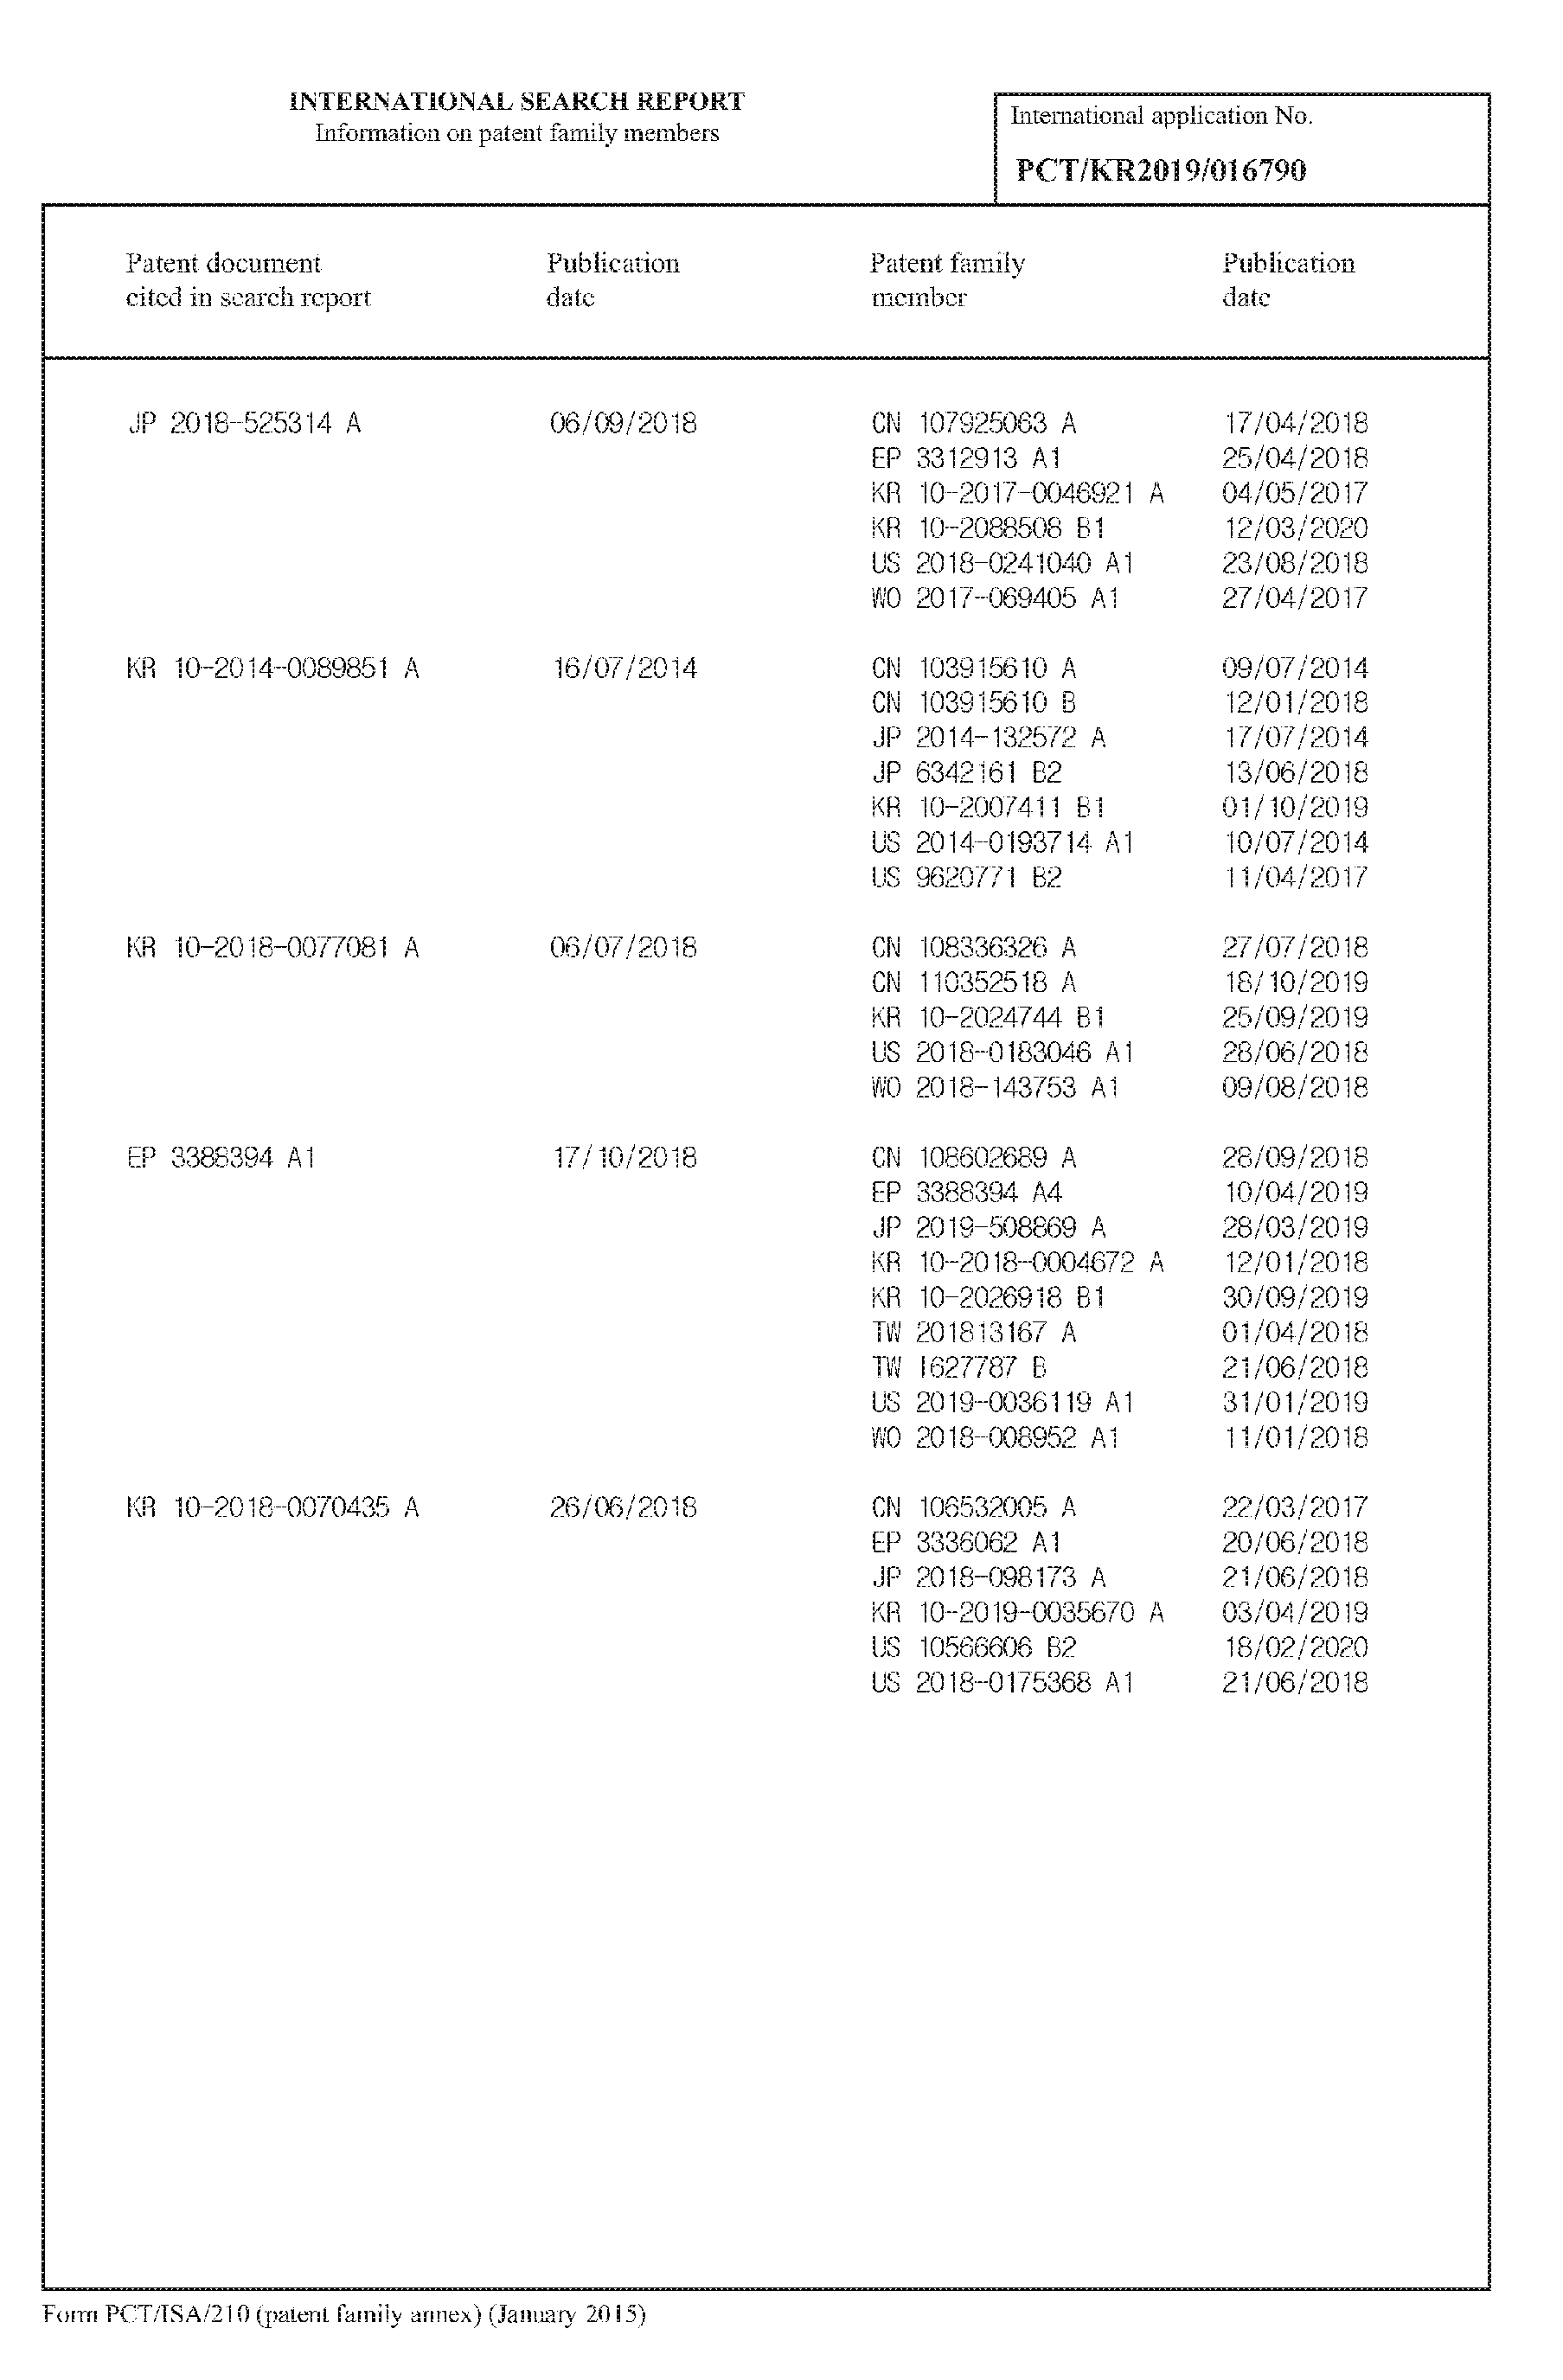 INTERNATIONAL SEARCH REPORT
Information on patent family members
International application No.
PCT/KR2019/016790
Patent document cited in search report Publication date Patent family member Publication date
JP 2018-525314 A 06/09/2018 CN 107925063 A 17/04/2018
EP 3312913 A1 25/04/2018
KR 10-2017-0046921 A 04/05/2017
KR 10-2088508 B1 12/03/2020
US 2018-0241040 A1 23/08/2018
WO 2017-069405 A1 27/04/2017
KR 10-2014-0089851 A 16/07/2014 CN 103915610 A 09/07/2014
CN 103915610 B 12/01/2018
JP 2014-132572 A 17/07/2014
JP 6342161 B2 13/06/2018
KR 10-2007411 B1 01/10/2019
US 2014-0193714 A1 10/07/2014
US 9620771 B2 11/04/2017
KR 10-2018-0077081 A 06/07/2018 CN 108336326 A 27/07/2018
CN 110352518 A 18/10/2019
KR 10-2024744 B1 25/09/2019
US 2018-0183046 A1 28/06/2018
WO 2018-143753 A1 09/08/2018
EP 3388394 A1 17/10/2018 CN 108602689 A 28/09/2018
EP 3388394 A4 10/04/2019
JP 2019-508869 A 28/03/2019
KR 10-2018-0004672 A 12/01/2018
KR 10-2026918 B1 30/09/2019
TW 201813167 A 01/04/2018
TW I627787 B 21/06/2018
US 2019-0036119 A1 31/01/2019
WO 2018-008952 A1 11/01/2018
KR 10-2018-0070435 A 26/06/2018 CN 106532005 A 22/03/2017
EP 3336062 A1 20/06/2018
JP 2018-098173 A 21/06/2018
KR 10-2019-0035670 A 03/04/2019
US 10566606 B2 18/02/2020
US 2018-0175368 A1 21/06/2018
Form PCT/ISA/210 (patent family annex) (January 2015)